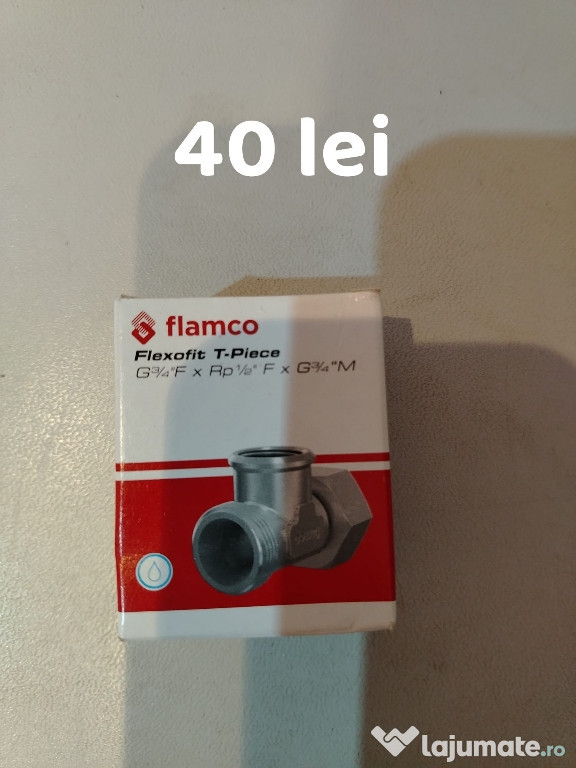 40 lei
flamco
Flexofit T-Piece
G¾"F x Rp½" F x G¾"M
lajumate.ro